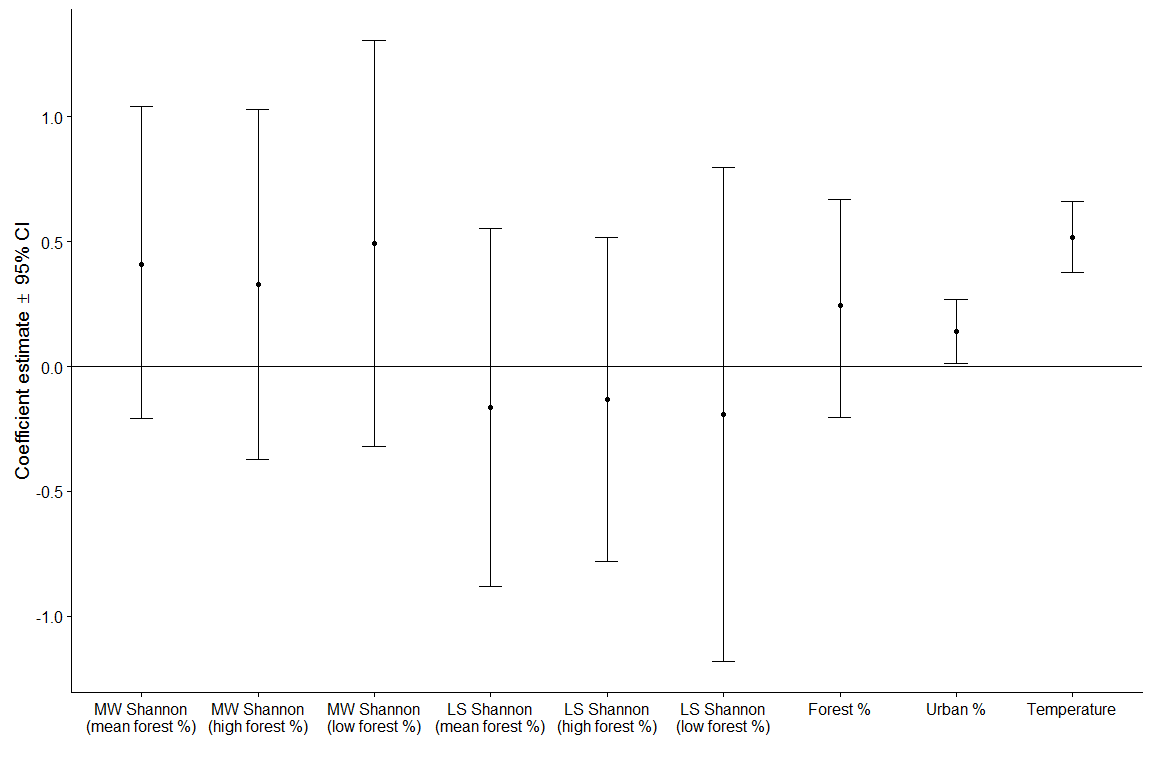 Coefficient estimate ± 95% CI
1.0
0.5
0.0
-0.5
-1.0
MW Shannon
(mean forest %)
MW Shannon
(high forest %)
MW Shannon
(low forest %)
LS Shannon
(mean forest %)
LS Shannon
(high forest %)
LS Shannon
(low forest %)
Forest %
Urban %
Temperature